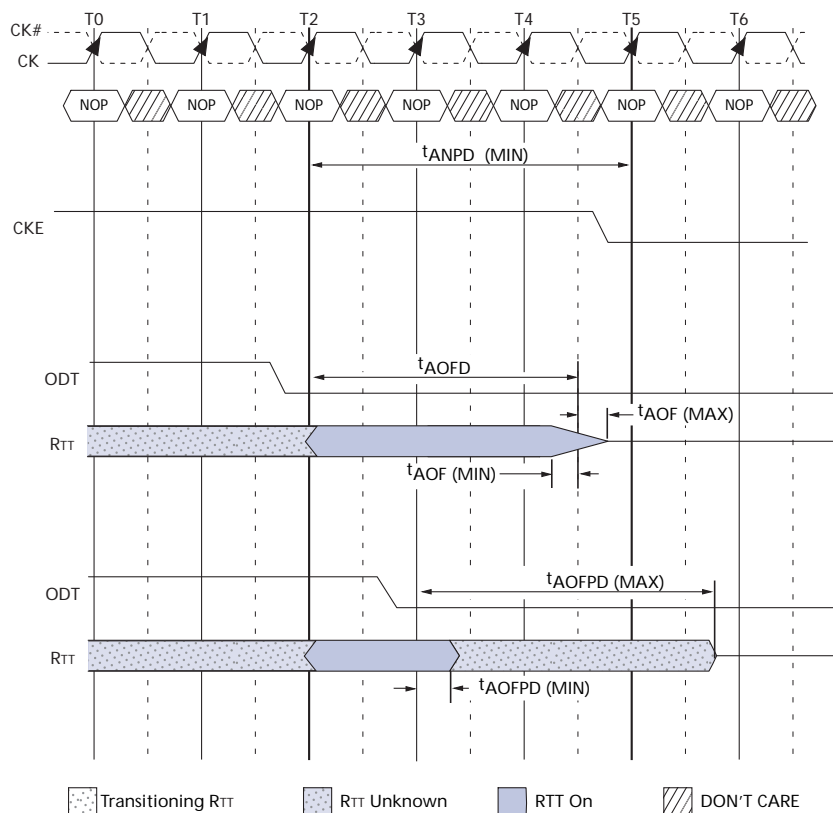 T0 T1 T2 T3 T4 T5 T6
CK#
CK
NOP NOP NOP NOP NOP NOP NOP
tANPD (MIN)
CKE
tAOFD
ODT
tAOF (MAX)
RTT
tAOF (MIN)
tAOFPD (MAX)
ODT
RTT
tAOFPD (MIN)
Transitioning RTT RTT Unknown RTT On DON'T CARE